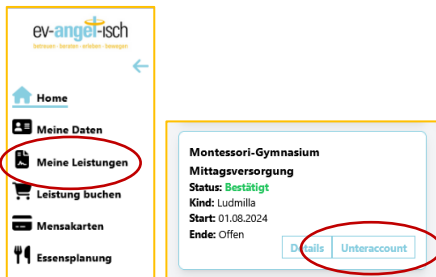 ev-angel-isch
betreuen - beraten - erleben - bewegen
Home
Meine Daten
Meine Leistungen
Leistung buchen
Mensakarten
Essensplanung
Montessori-Gymnasium
Mittagsversorgung
Status: Bestätigt
Kind: Ludmilla
Start: 01.08.2024
Ende: Offen
Details
Unteraccount